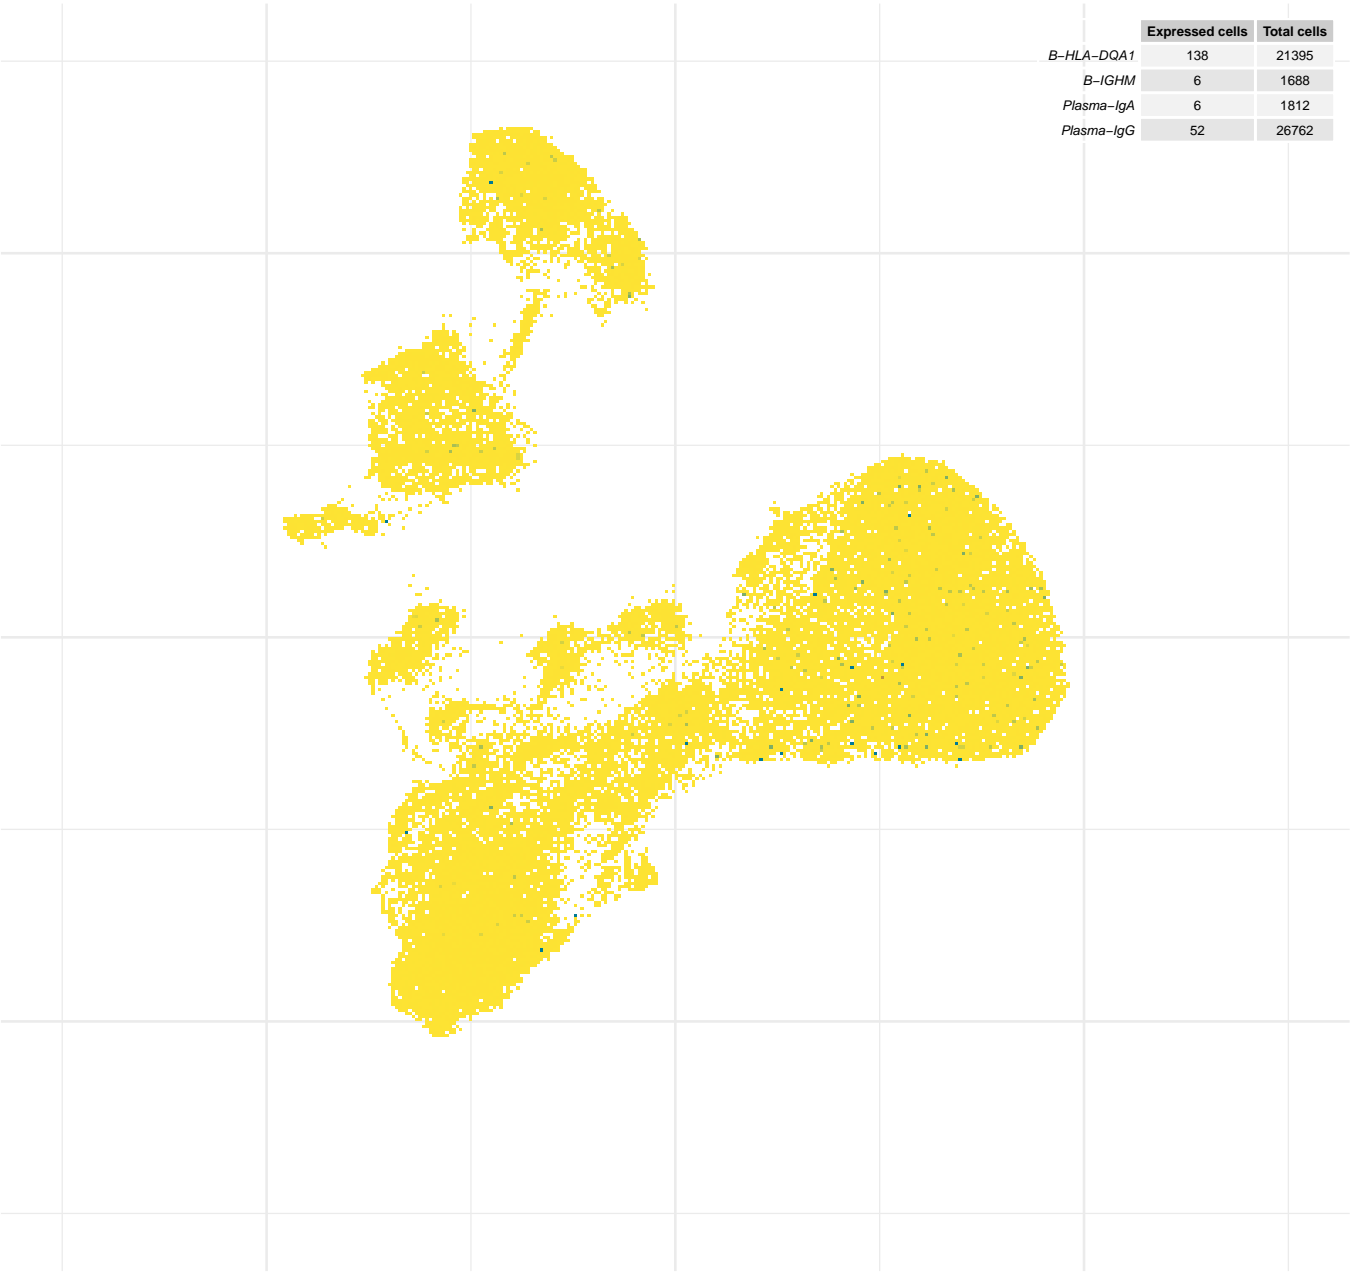 Expressed cells Total cells
B−HLA−DQA1 138 21395
B−IGHM 6 1688
Plasma−IgA 6 1812
Plasma−IgG 52 26762